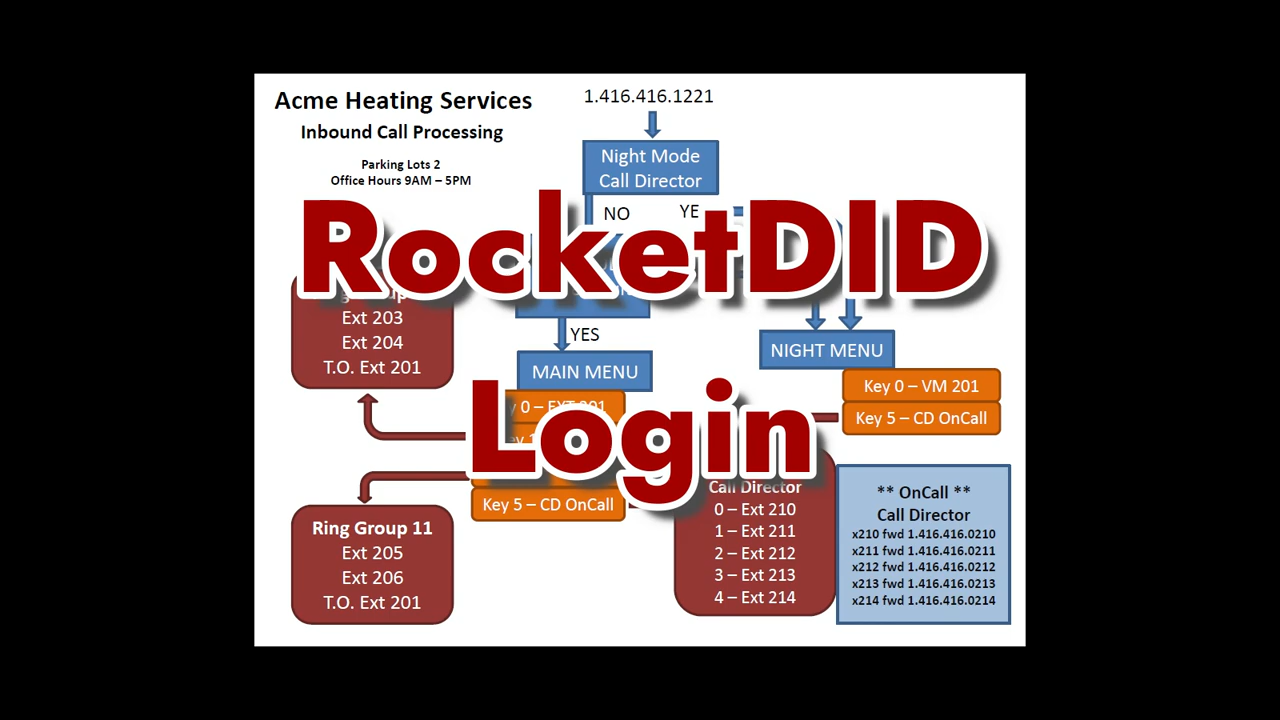 Acme Heating Services
Inbound Call Processing
Parking Lots 2
Office Hours 9AM – 5PM
1.416.416.1221
Night Mode
Call Director
NO
YE
RocketDID
Ext 203
Ext 204
T.O. Ext 201
YES
MAIN MENU
NIGHT MENU
Key 0 – VM 201
Key 5 – CD OnCall
Login
Key 5 – CD OnCall
Ring Group 11
Ext 205
Ext 206
T.O. Ext 201
Call Director
0 – Ext 210
1 – Ext 211
2 – Ext 212
3 – Ext 213
4 – Ext 214
** OnCall **
Call Director
x210 fwd 1.416.416.0210
x211 fwd 1.416.416.0211
x212 fwd 1.416.416.0212
x213 fwd 1.416.416.0213
x214 fwd 1.416.416.0214